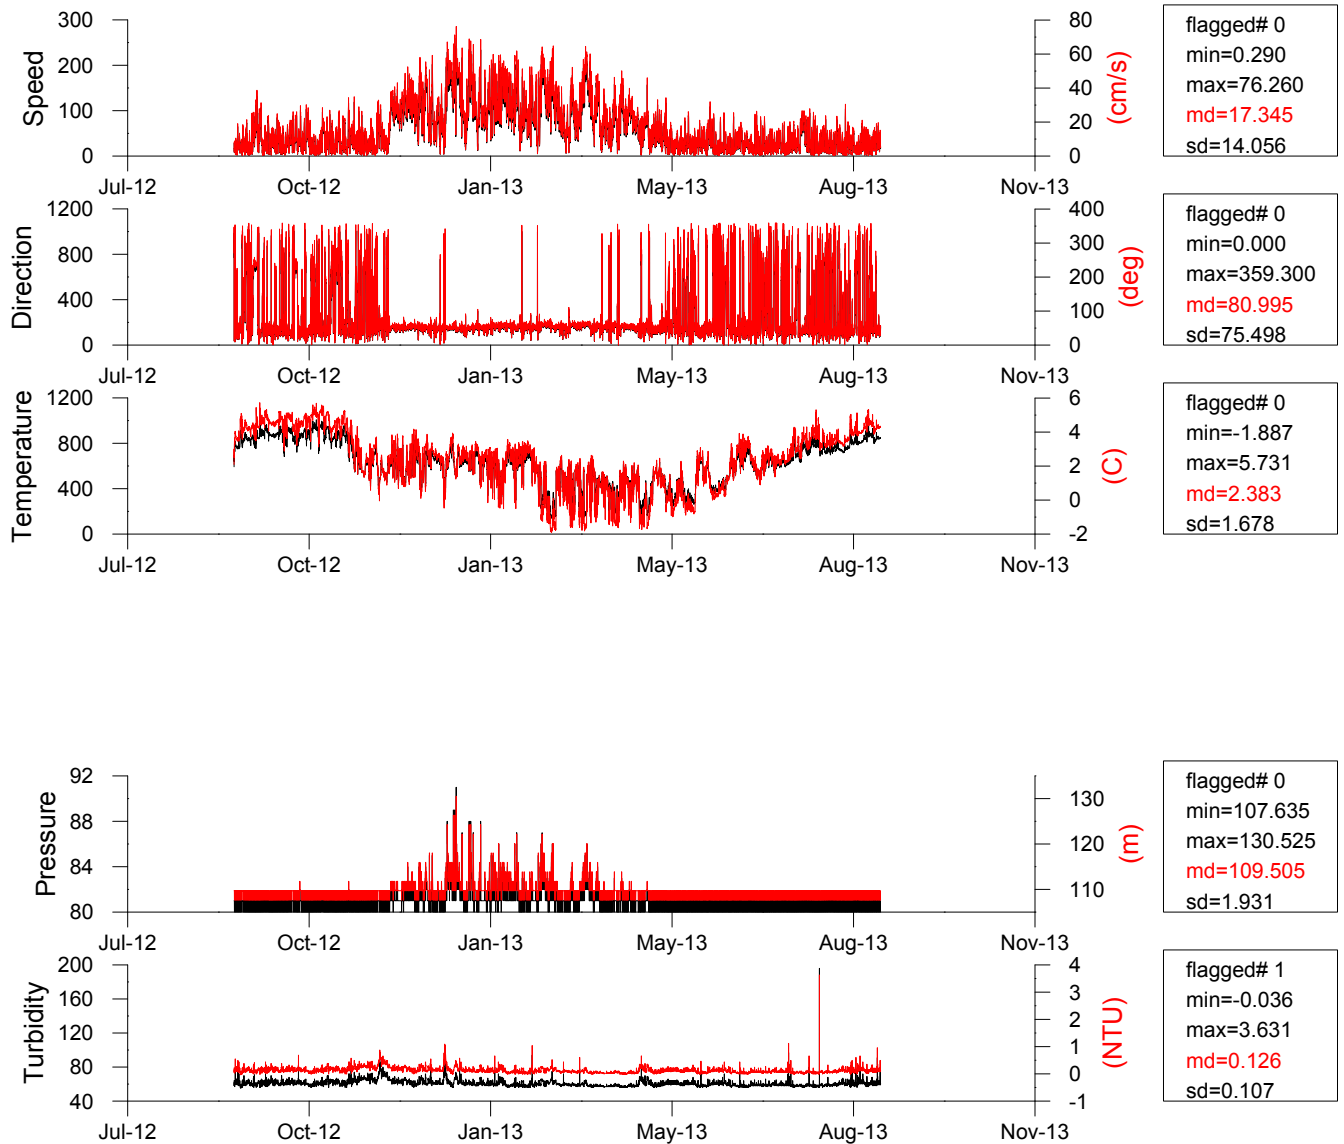 Speed
300
200
100
0
80
60
40
20
0
(cm/s)
Jul-12 Oct-12 Jan-13 May-13 Aug-13 Nov-13
flagged# 0
min=0.290
max=76.260
md=17.345
sd=14.056
Direction
1200
800
400
0
400
300
200
100
0
(deg)
Jul-12 Oct-12 Jan-13 May-13 Aug-13 Nov-13
flagged# 0
min=0.000
max=359.300
md=80.995
sd=75.498
Temperature
1200
800
400
0
6
4
2
0
-2
(C)
Jul-12 Oct-12 Jan-13 May-13 Aug-13 Nov-13
flagged# 0
min=-1.887
max=5.731
md=2.383
sd=1.678
Pressure
92
88
84
80
130
120
110
(m)
Jul-12 Oct-12 Jan-13 May-13 Aug-13 Nov-13
flagged# 0
min=107.635
max=130.525
md=109.505
sd=1.931
Turbidity
200
160
120
80
40
4
3
2
1
0
-1
(NTU)
Jul-12 Oct-12 Jan-13 May-13 Aug-13 Nov-13
flagged# 1
min=-0.036
max=3.631
md=0.126
sd=0.107